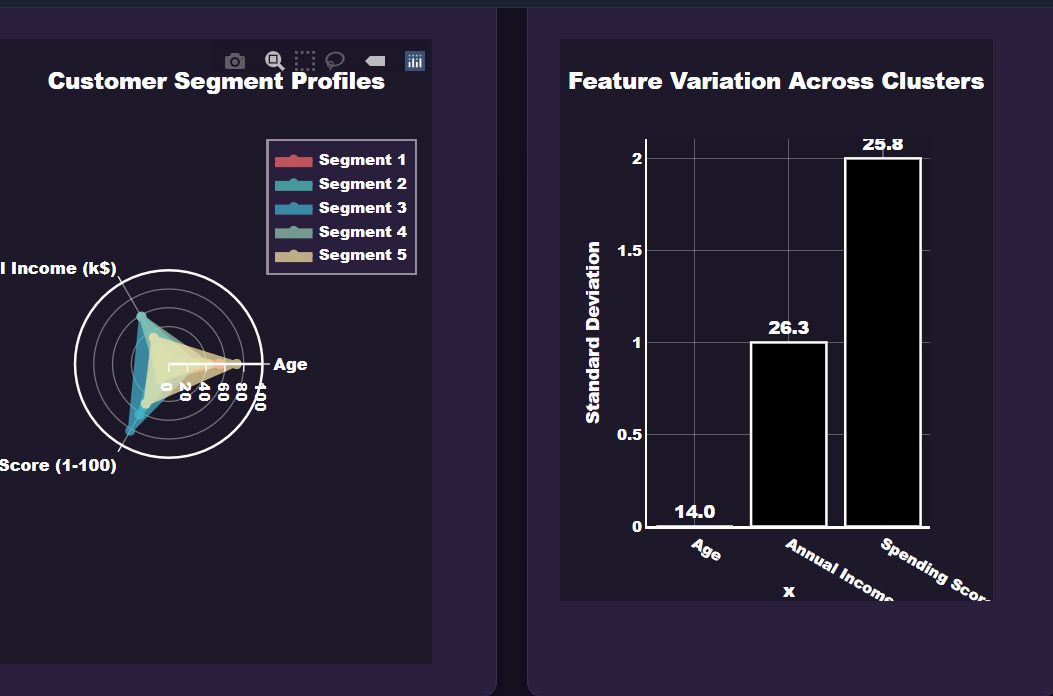 Customer Segment Profiles
Segment 1
Segment 2
Segment 3
Segment 4
Segment 5
l Income (k$)
Age
0
20
40
60
80
100
Score (1-100)
Feature Variation Across Clusters
25.8
2
1.5
26.3
1
0.5
14.0
0
Standard Deviation
Age
Annual Income
Spending Score
x